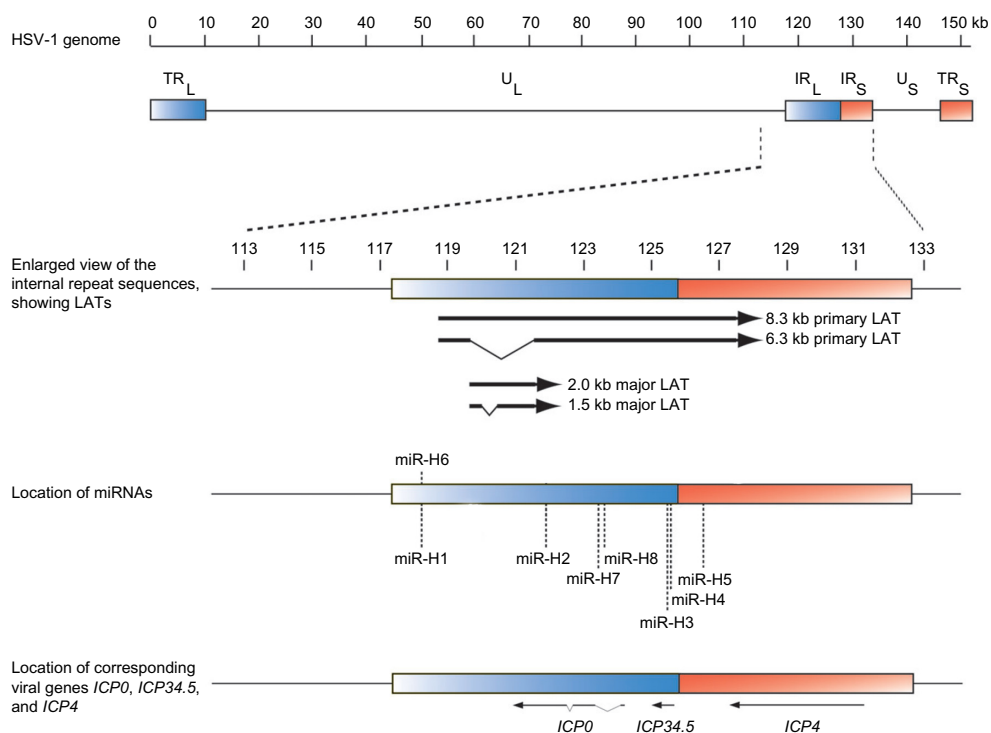 0 10 20 30 40 50 60 70 80 90 100 110 120 130 140 150 kb
HSV-1 genome
TRL UL IRL IRS US TRS
113 115 117 119 121 123 125 127 129 131 133
Enlarged view of the
internal repeat sequences,
showing LATs
8.3 kb primary LAT
6.3 kb primary LAT
2.0 kb major LAT
1.5 kb major LAT
miR-H6
Location of miRNAs
miR-H1 miR-H2 miR-H8
miR-H7 miR-H5
miR-H4
miR-H3
Location of corresponding
viral genes ICP0, ICP34.5,
and ICP4
ICP0 ICP34.5 ICP4